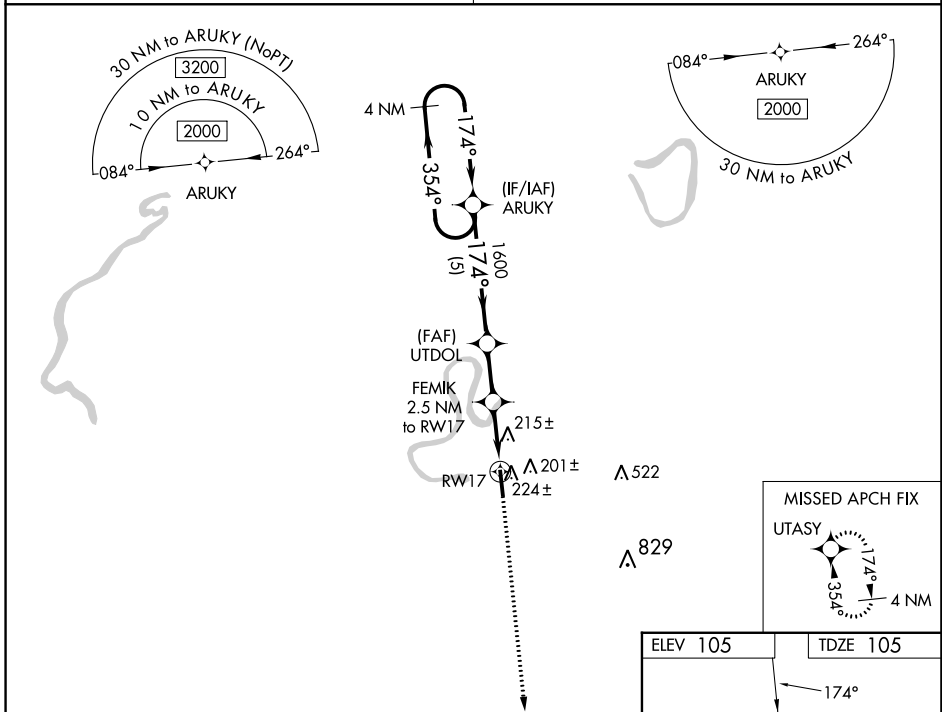 30 NM to ARUKY (NoPT)
3200
10 NM to ARUKY
2000
084°
264°
ARUKY
4 NM
174°
354°
(IF/IAF)
ARUKY
1600
174°
(5)
(FAF)
UTDOL
FEMIK
2.5 NM
to RW17
215±
201±
RW17
224±
522
829
084°
264°
ARUKY
2000
30 NM to ARUKY
MISSED APCH FIX
UTASY
174°
354°
4 NM
ELEV 105
TDZE 105
174°